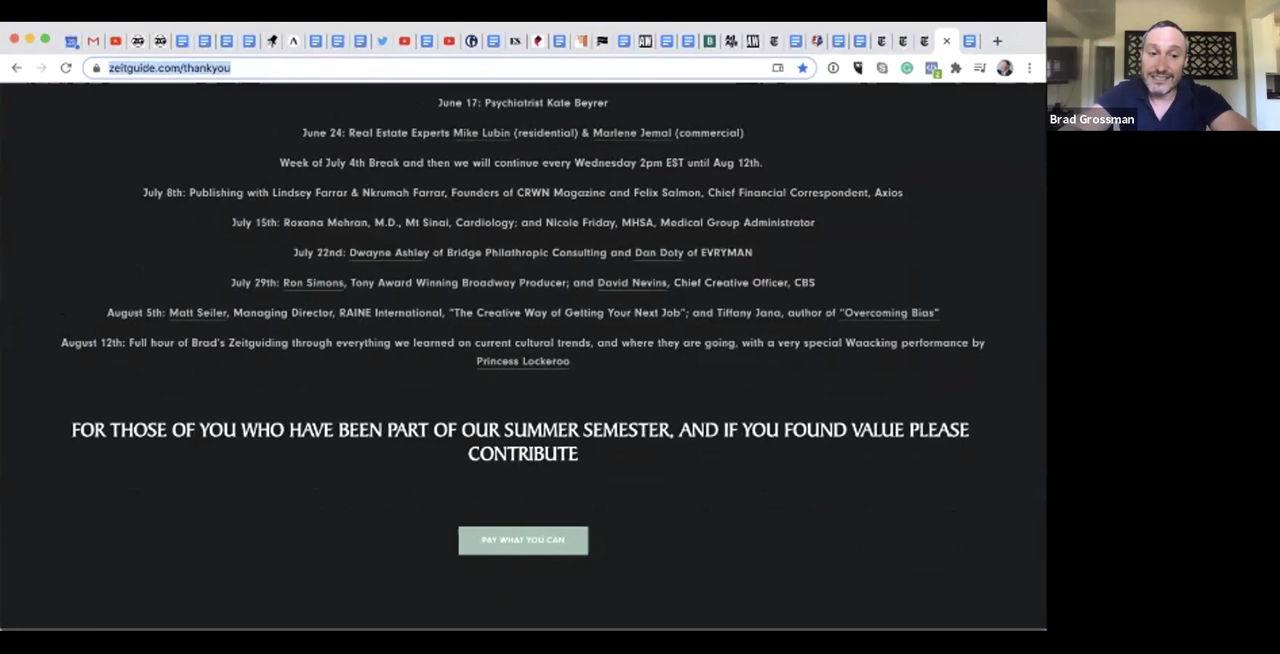 zeitguide.com/thankyou
Brad Grossman
June 17: Psychiatrist Kate Beyrer
June 24: Real Estate Experts Mike Lubin (residential) & Marlene Jemal (commercial)
Week of July 4th Break and then we will continue every Wednesday 2pm EST until Aug 12th.
July 8th: Publishing with Lindsey Farrar & Nkrumah Farrar, Founders of CRWN Magazine and Felix Salmon, Chief Financial Correspondent, Axios
July 15th: Roxana Mehran, M.D., Mt Sinai, Cardiology; and Nicole Friday, MHSA, Medical Group Administrator
July 22nd: Dwayne Ashley of Bridge Philathropic Consulting and Dan Doty of EVRYMAN
July 29th: Ron Simons, Tony Award Winning Broadway Producer; and David Nevins, Chief Creative Officer, CBS
August 5th: Matt Seiler, Managing Director, RAINE International, "The Creative Way of Getting Your Next Job"; and Tiffany Jana, author of "Overcoming Bias"
August 12th: Full hour of Brad's Zeitguiding through everything we learned on current cultural trends, and where they are going, with a very special Waacking performance by
Princess Lockeroo
FOR THOSE OF YOU WHO HAVE BEEN PART OF OUR SUMMER SEMESTER, AND IF YOU FOUND VALUE PLEASE
CONTRIBUTE
PAY WHAT YOU CAN